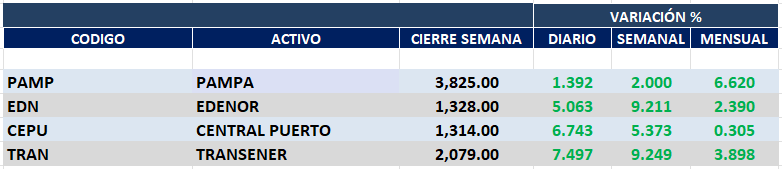 VARIACIÓN %
CODIGO ACTIVO CIERRE SEMANA DIARIO SEMANAL MENSUAL
PAMP PAMPA 3,825.00 1.392 2.000 6.620
EDN EDENOR 1,328.00 5.063 9.211 2.390
CEPU CENTRAL PUERTO 1,314.00 6.743 5.373 0.305
TRAN TRANSENER 2,079.00 7.497 9.249 3.898